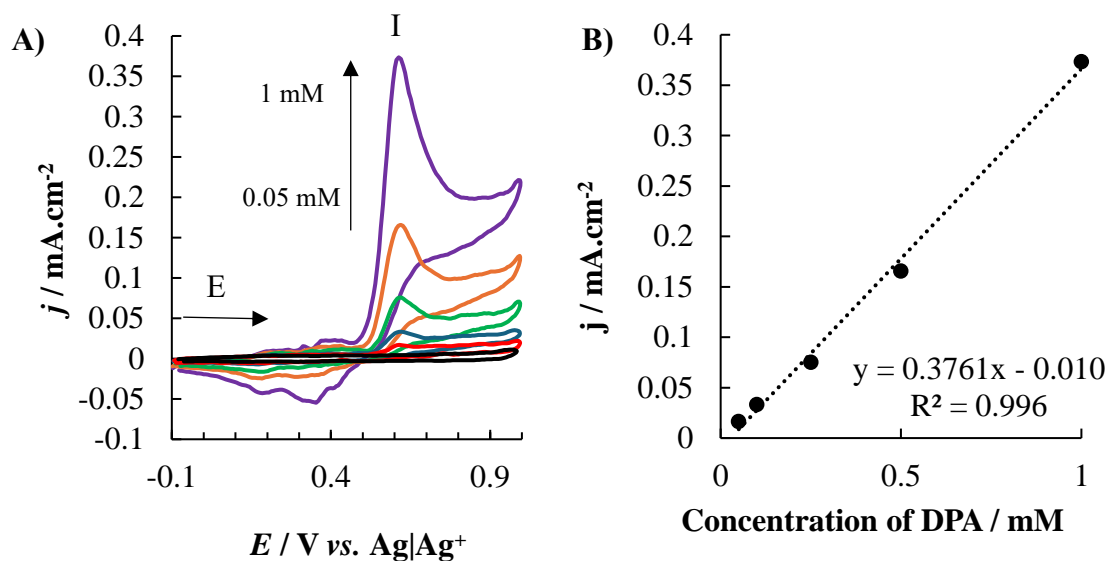 A)
I
0.4
0.35
0.3
0.25
0.2
0.15
0.1
0.05
0
-0.05
-0.1
1 mM
0.05 mM
E
j / mA.cm-2
-0.1 0.4 0.9
E / V vs. Ag|Ag+
B)
0.4
0.35
0.3
0.25
0.2
0.15
0.1
0.05
0
j / mA.cm-2
y = 0.3761x - 0.010
R² = 0.996
0 0.5 1
Concentration of DPA / mM